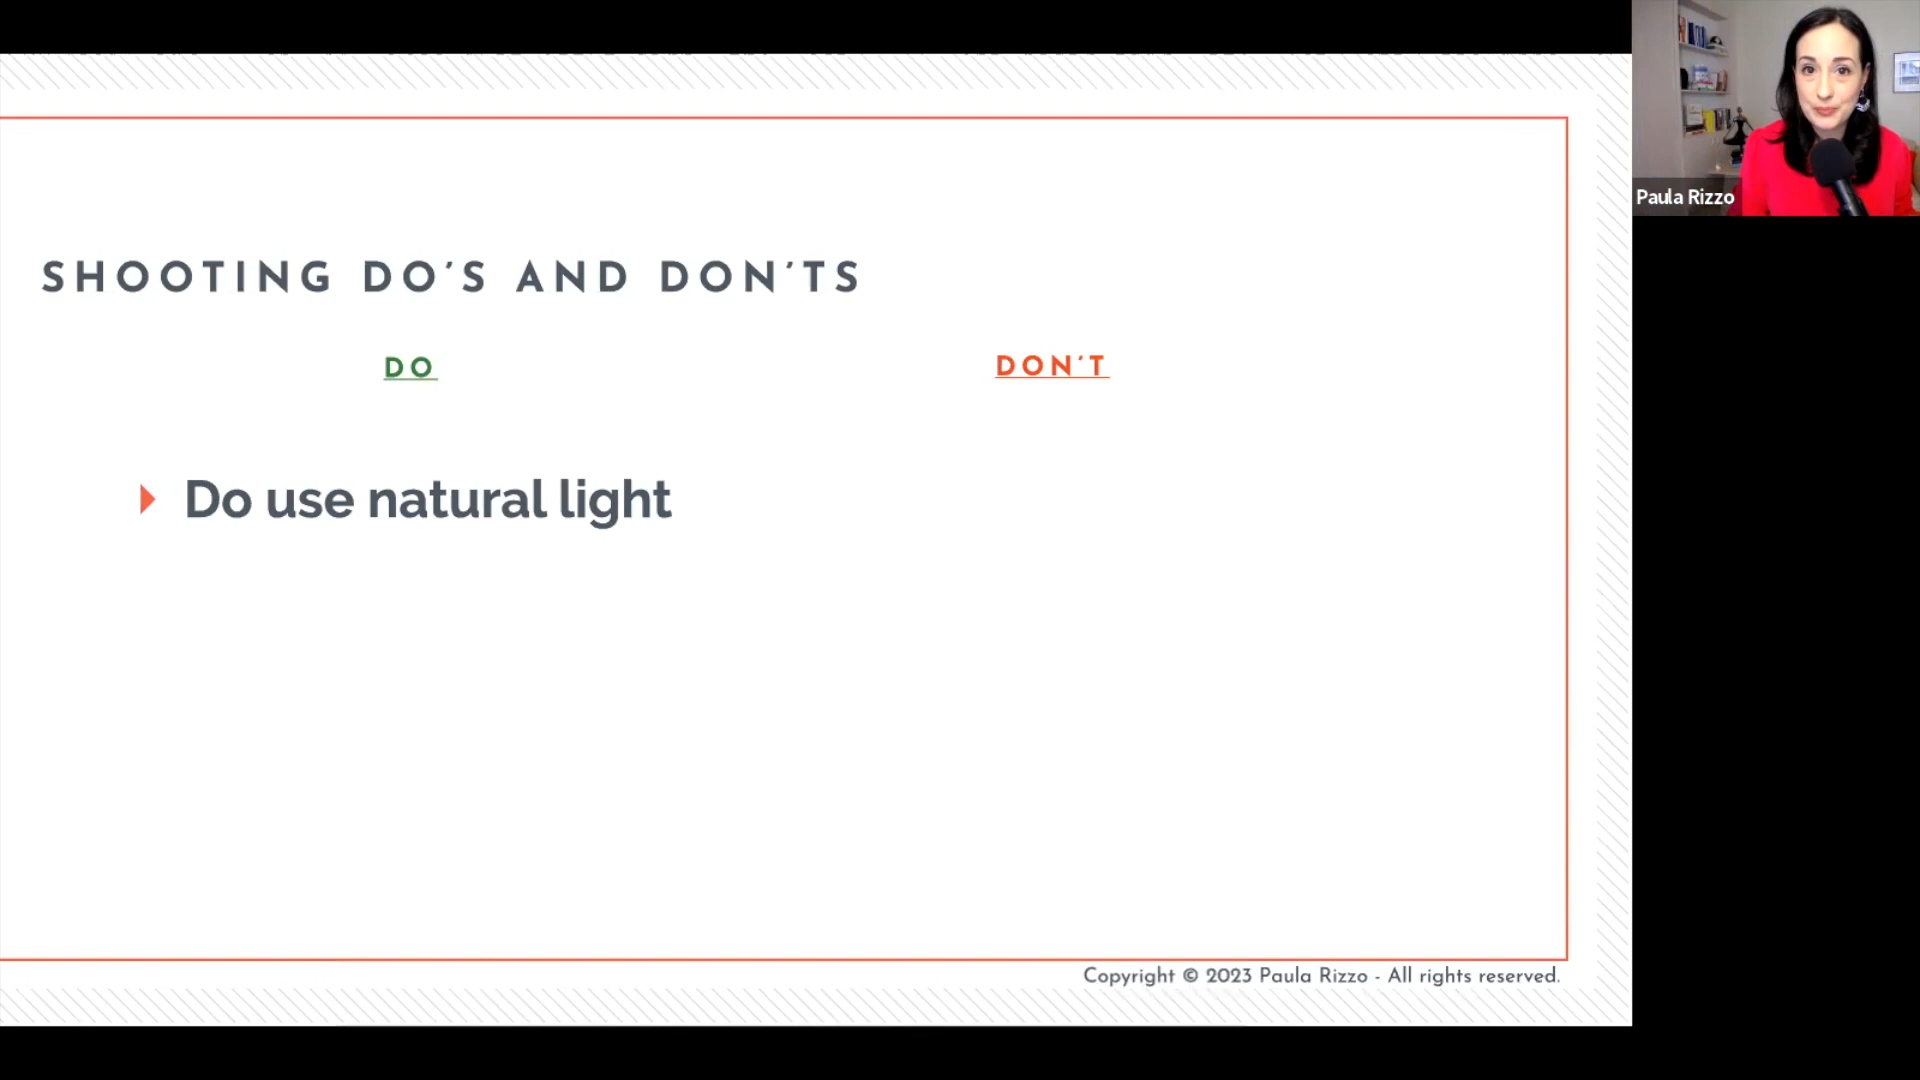 Paula Rizzo
SHOOTING DO'S AND DON'TS
DO
DON'T
Do use natural light
Copyright © 2023 Paula Rizzo - All rights reserved.